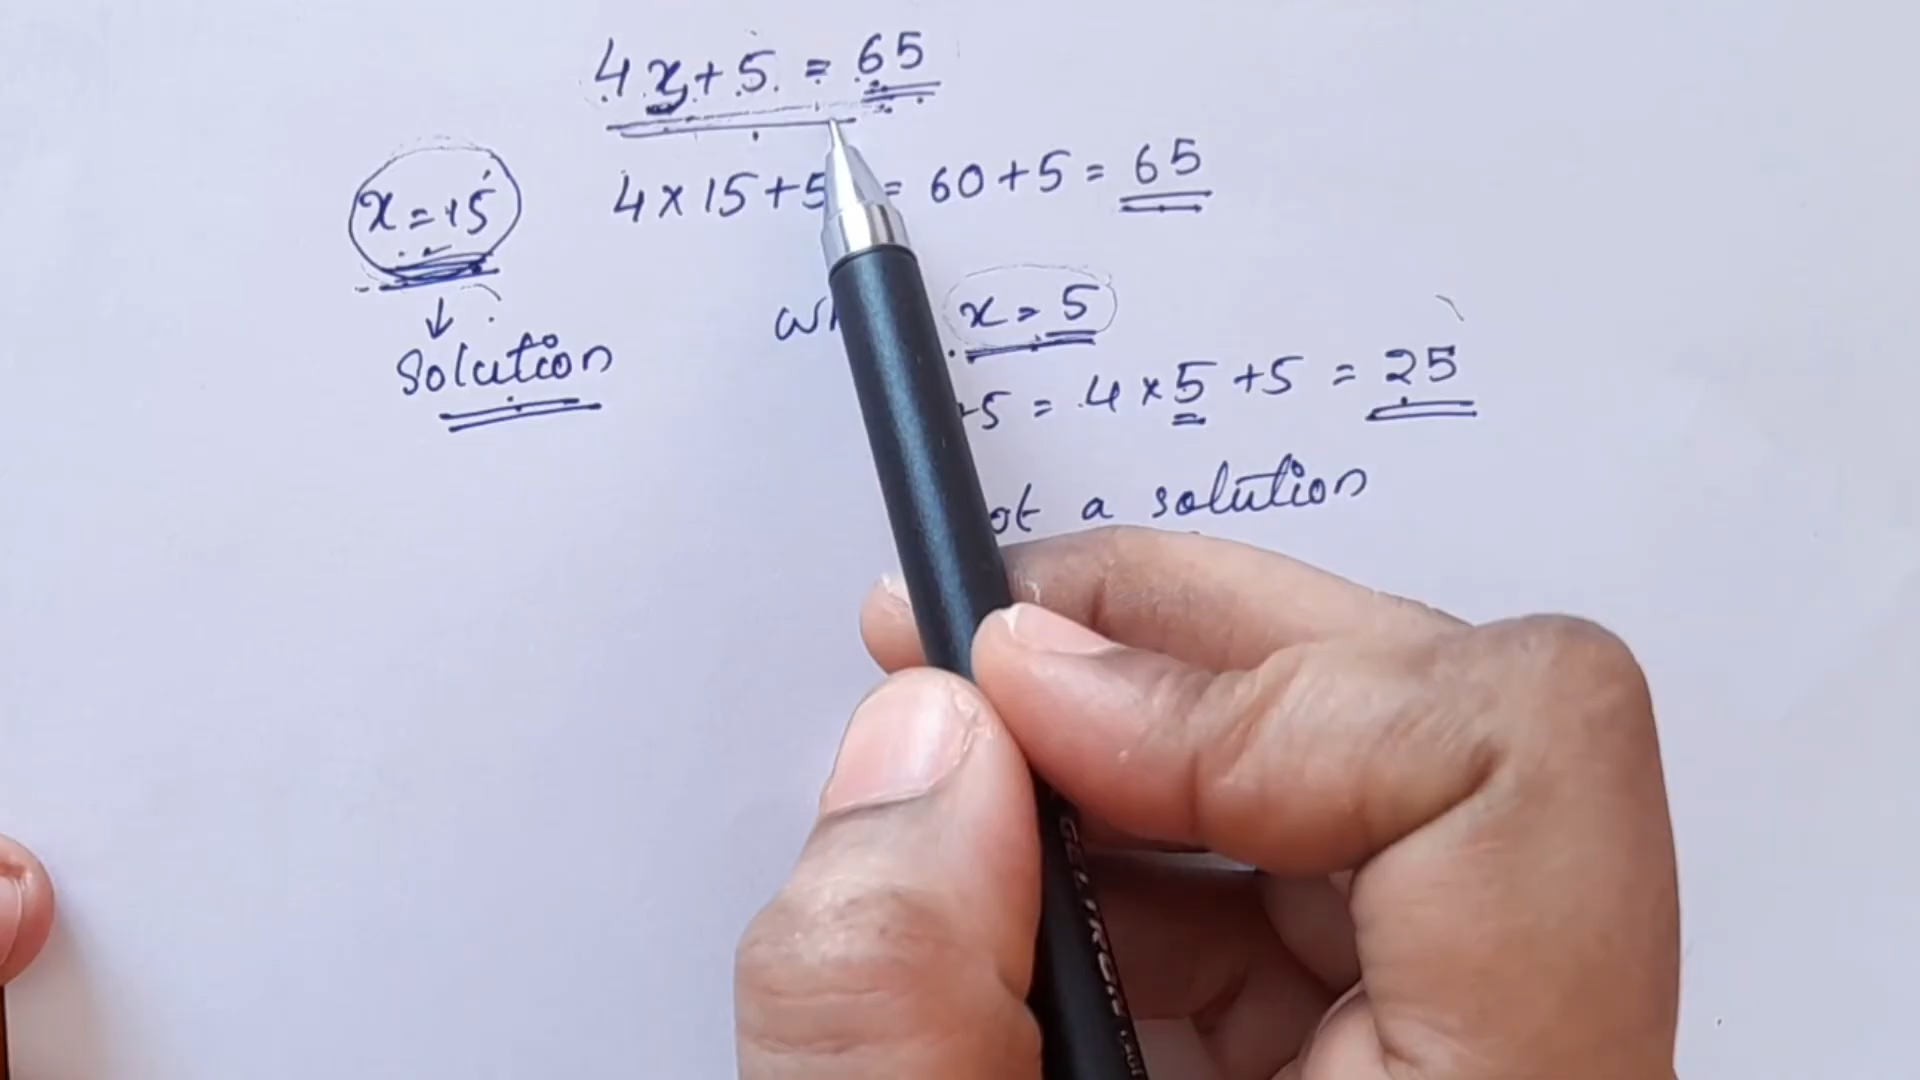 4x + 5 = 65
4 × 15 + 5 = 60 + 5 = 65
x = 15
Solution
x = 5
+5 = 4 × 5 + 5 = 25
a solution